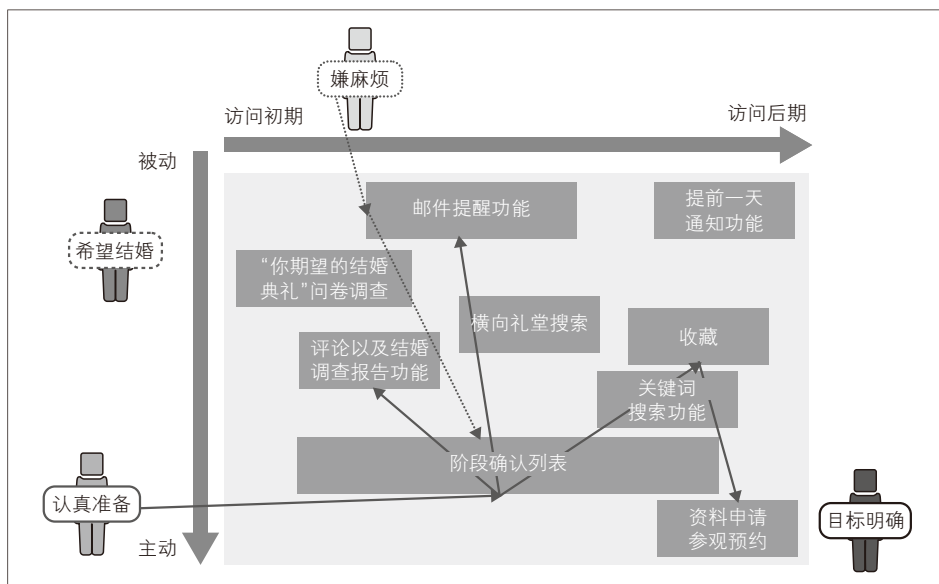 嫌麻烦
访问初期
访问后期
被动
邮件提醒功能
提前一天
通知功能
希望结婚
“你期望的结婚
典礼”问卷调查
横向礼堂搜索
收藏
评论以及结婚
调查报告功能
关键词
搜索功能
阶段确认列表
认真准备
资料申请
参观预约
目标明确
主动